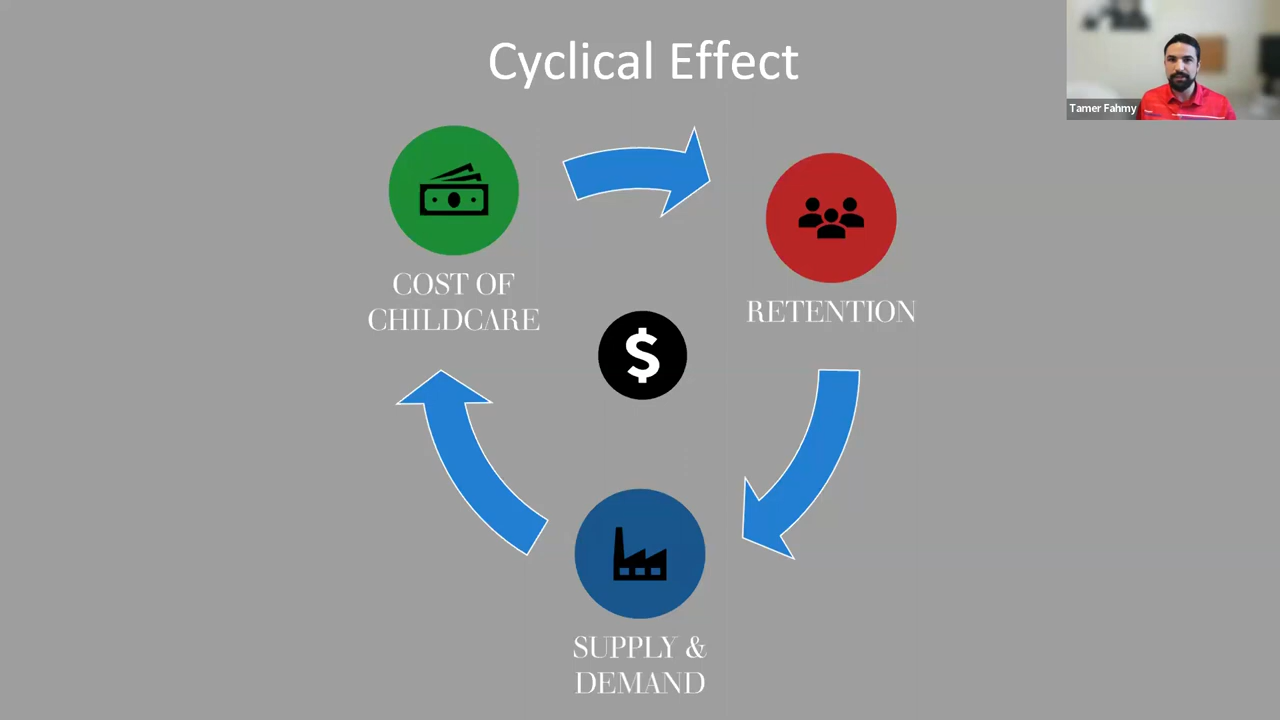 Cyclical Effect
Tamer Fahmy
COST OF
CHILDCARE
RETENTION
$
SUPPLY &
DEMAND